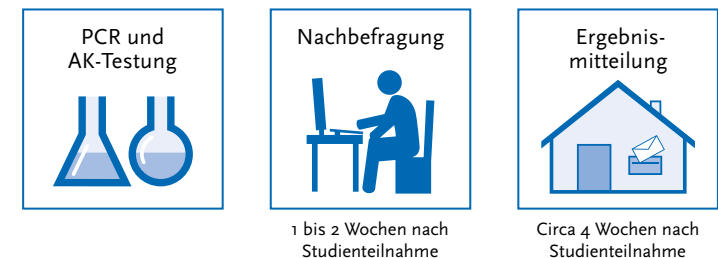 PCR und
AK-Testung
Nachbefragung
1 bis 2 Wochen nach
Studienteilnahme
Ergebnis-
mitteilung
Circa 4 Wochen nach
Studienteilnahme